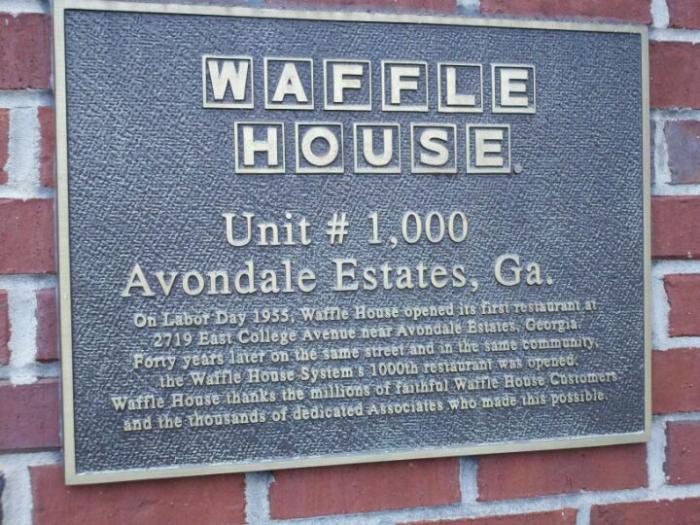 WAFFLE
HOUSE®
Unit # 1,000
Avondale Estates, Ga.
On Labor Day 1955, Waffle House opened its first restaurant at
2719 East College Avenue near Avondale Estates, Georgia.
Forty years later on the same street and in the same community,
the Waffle House System's 1000th restaurant was opened.
Waffle House thanks the millions of faithful Waffle House Customers
and the thousands of dedicated Associates who made this possible.